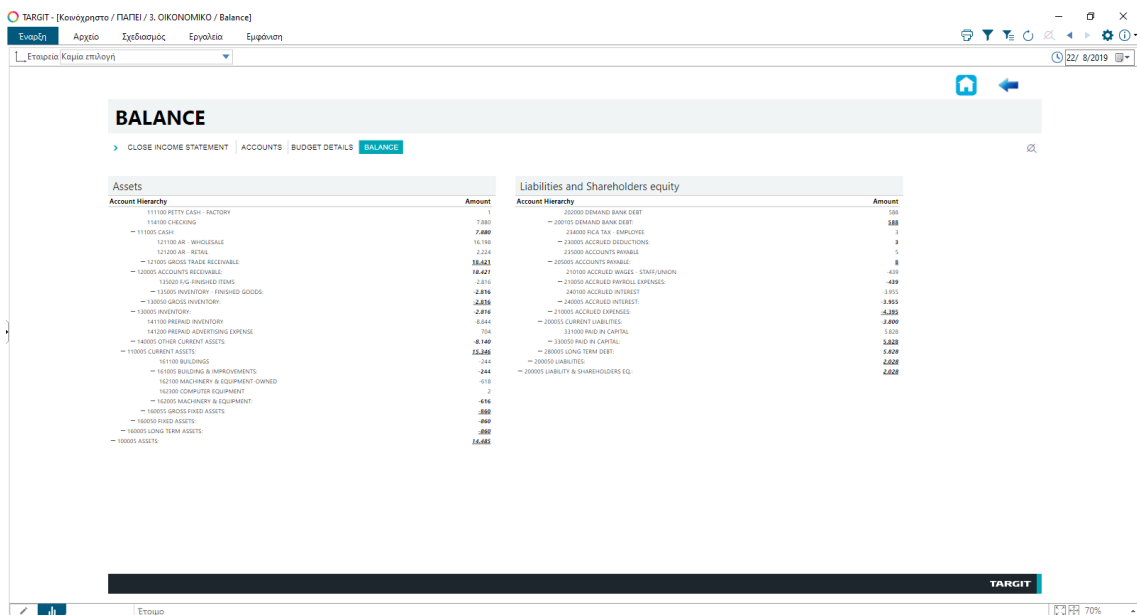 TARGIT - [Κοινόχρηστο / ΠΑΠΕΙ / 3. ΟΙΚΟΝΟΜΙΚΟ / Balance]
Έναρξη Αρχείο Σχεδιασμός Εργαλεία Εμφάνιση
Εταιρεία Καμία επιλογή 22/ 8/2019
BALANCE
CLOSE INCOME STATEMENT ACCOUNTS BUDGET DETAILS BALANCE
Assets
Account Hierarchy Amount
111100 PETTY CASH - FACTORY 1
114100 CHECKING 7.880
111005 CASH: 7.880
121100 AR - WHOLESALE 16.198
121200 AR - RETAIL 2.224
121005 GROSS TRADE RECEIVABLE: 18.421
120005 ACCOUNTS RECEIVABLE: 18.421
135020 F/G-FINISHED ITEMS -2.816
135005 INVENTORY - FINISHED GOODS: -2.816
130050 GROSS INVENTORY: -2.816
130005 INVENTORY: -2.816
141100 PREPAID INVENTORY -8.844
141200 PREPAID ADVERTISING EXPENSE 704
140005 OTHER CURRENT ASSETS: -8.140
110005 CURRENT ASSETS: 15.346
161100 BUILDINGS -244
161005 BUILDING & IMPROVEMENTS: -244
162100 MACHINERY & EQUIPMENT-OWNED -618
162300 COMPUTER EQUIPMENT 2
162005 MACHINERY & EQUIPMENT: -616
160055 GROSS FIXED ASSETS: -860
160050 FIXED ASSETS: -860
160005 LONG TERM ASSETS: -860
100005 ASSETS: 14.485
Liabilities and Shareholders equity
Account Hierarchy Amount
202000 DEMAND BANK DEBT 588
200105 DEMAND BANK DEBT: 588
234000 FICA TAX - EMPLOYEE 3
230005 ACCRUED DEDUCTIONS: 3
235000 ACCOUNTS PAYABLE 5
205005 ACCOUNTS PAYABLE: 8
210100 ACCRUED WAGES - STAFF/UNION -439
210050 ACCRUED PAYROLL EXPENSES: -439
240100 ACCRUED INTEREST -3.955
240005 ACCRUED INTEREST: -3.955
210005 ACCRUED EXPENSES: -4.395
200055 CURRENT LIABILITIES: -3.800
331000 PAID IN CAPITAL 5.828
330050 PAID IN CAPITAL: 5.828
280005 LONG TERM DEBT: 5.828
200050 LIABILITIES: 2.028
200005 LIABILITY & SHAREHOLDERS EQ.: 2.028
TARGIT
Έτοιμο 70%